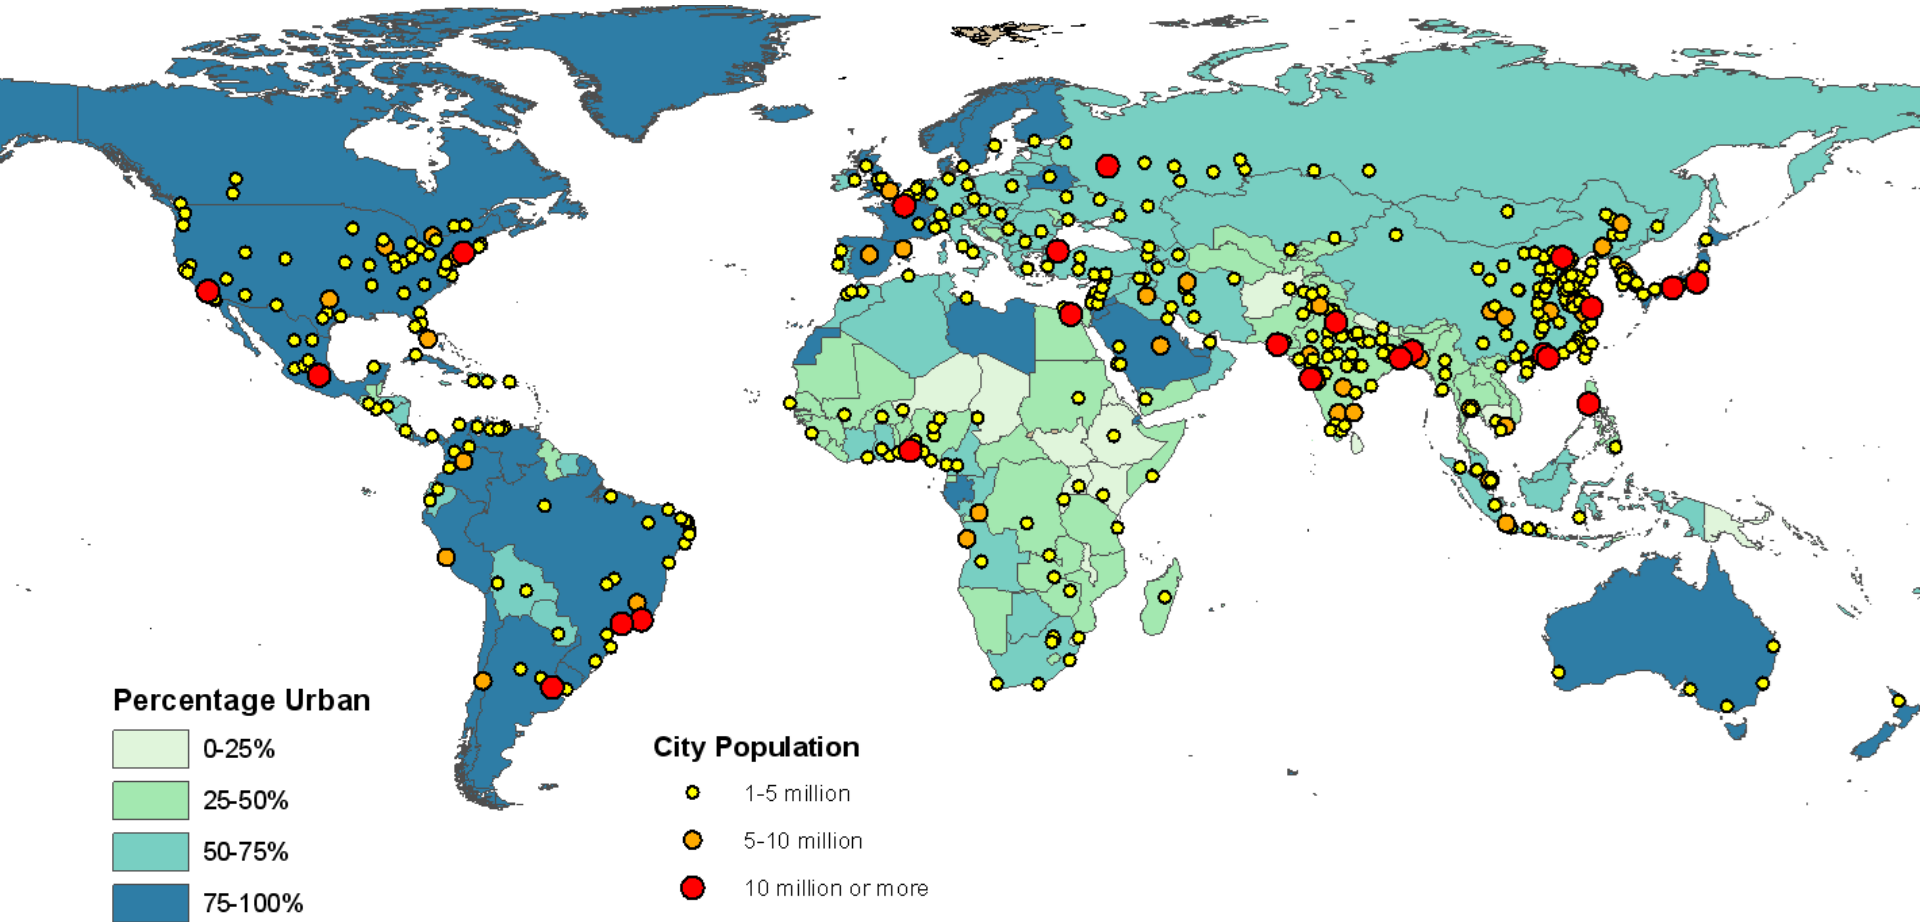 Percentage Urban
0-25%
25-50%
50-75%
75-100%
City Population
1-5 million
5-10 million
10 million or more